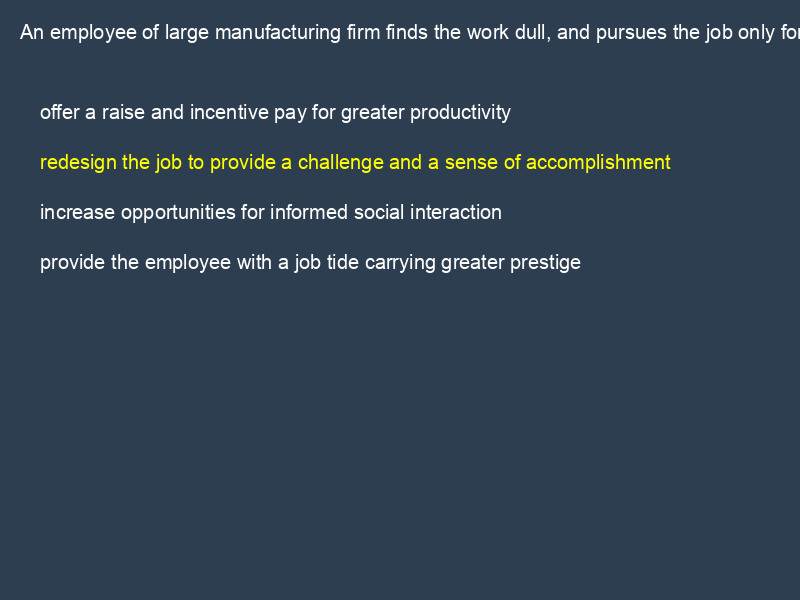 An employee of large manufacturing firm finds the work dull, and pursues the job only
offer a raise and incentive pay for greater productivity
redesign the job to provide a challenge and a sense of accomplishment
increase opportunities for informed social interaction
provide the employee with a job tide carrying greater prestige